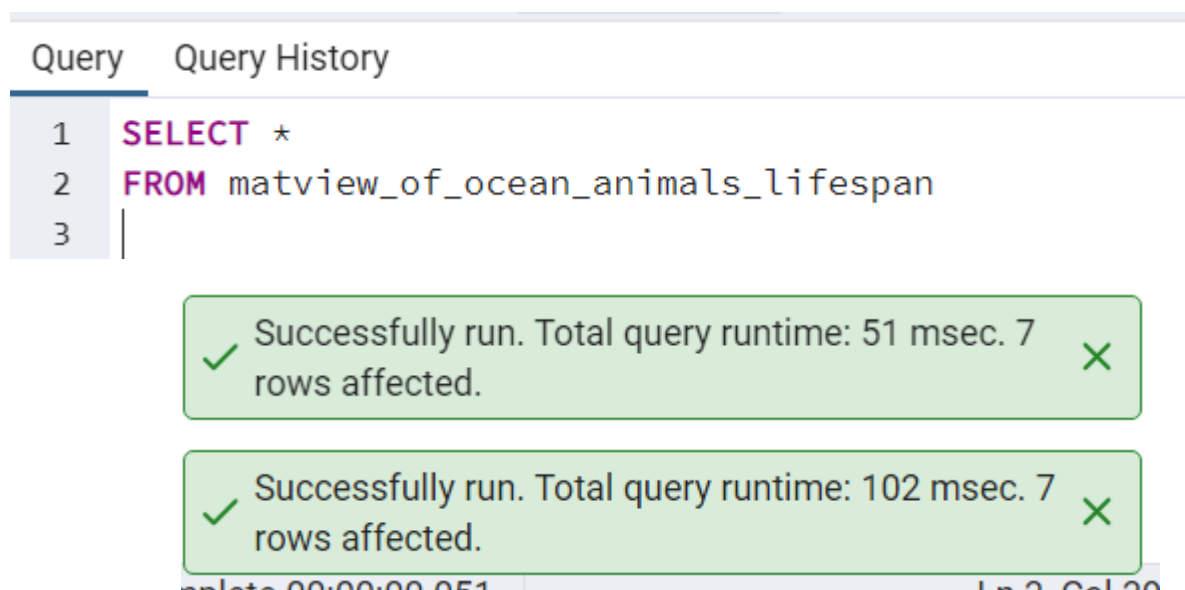 Query Query History
1 SELECT *
2 FROM matview_of_ocean_animals_lifespan
3
Successfully run. Total query runtime: 51 msec. 7
rows affected.
Successfully run. Total query runtime: 102 msec. 7
rows affected.